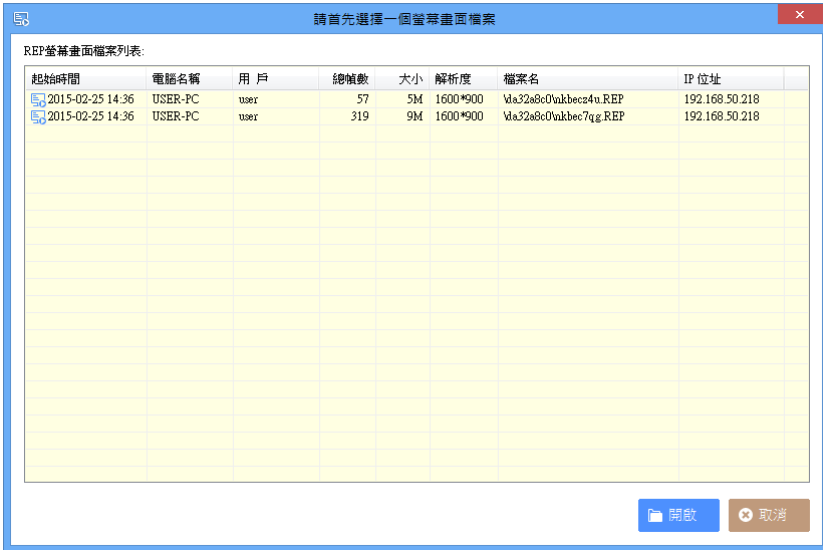 請首先選擇一個螢幕畫面檔案
REP螢幕畫面檔案列表:
起始時間 電腦名稱 用 戶 總幀數 大小 解析度 檔案名 IP 位址
2015-02-25 14:36 USER-PC user 57 5M 1600*900 \da32a8c0\nkbecz4u.REP 192.168.50.218
2015-02-25 14:36 USER-PC user 319 9M 1600*900 \da32a8c0\nkbec7qg.REP 192.168.50.218
開啟 取消